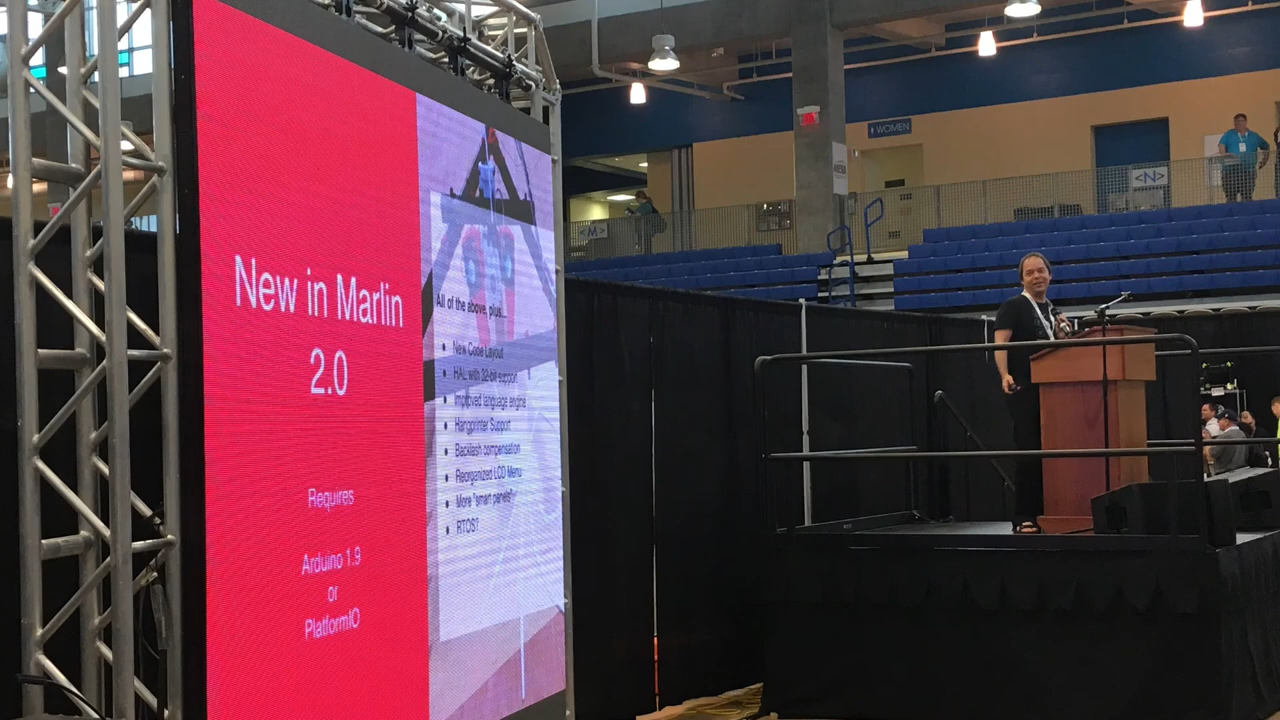 New in Marlin
2.0
Requires
Arduino 1.9
or
PlatformIO
All of the above, plus...
New Code Layout
HAL with 32-bit support
Improved language engine
Hangprinter Support
Backlash compensation
Reorganized LCD Menu
More "smart panels"
RTOS?
WOMEN
<M>
<N>